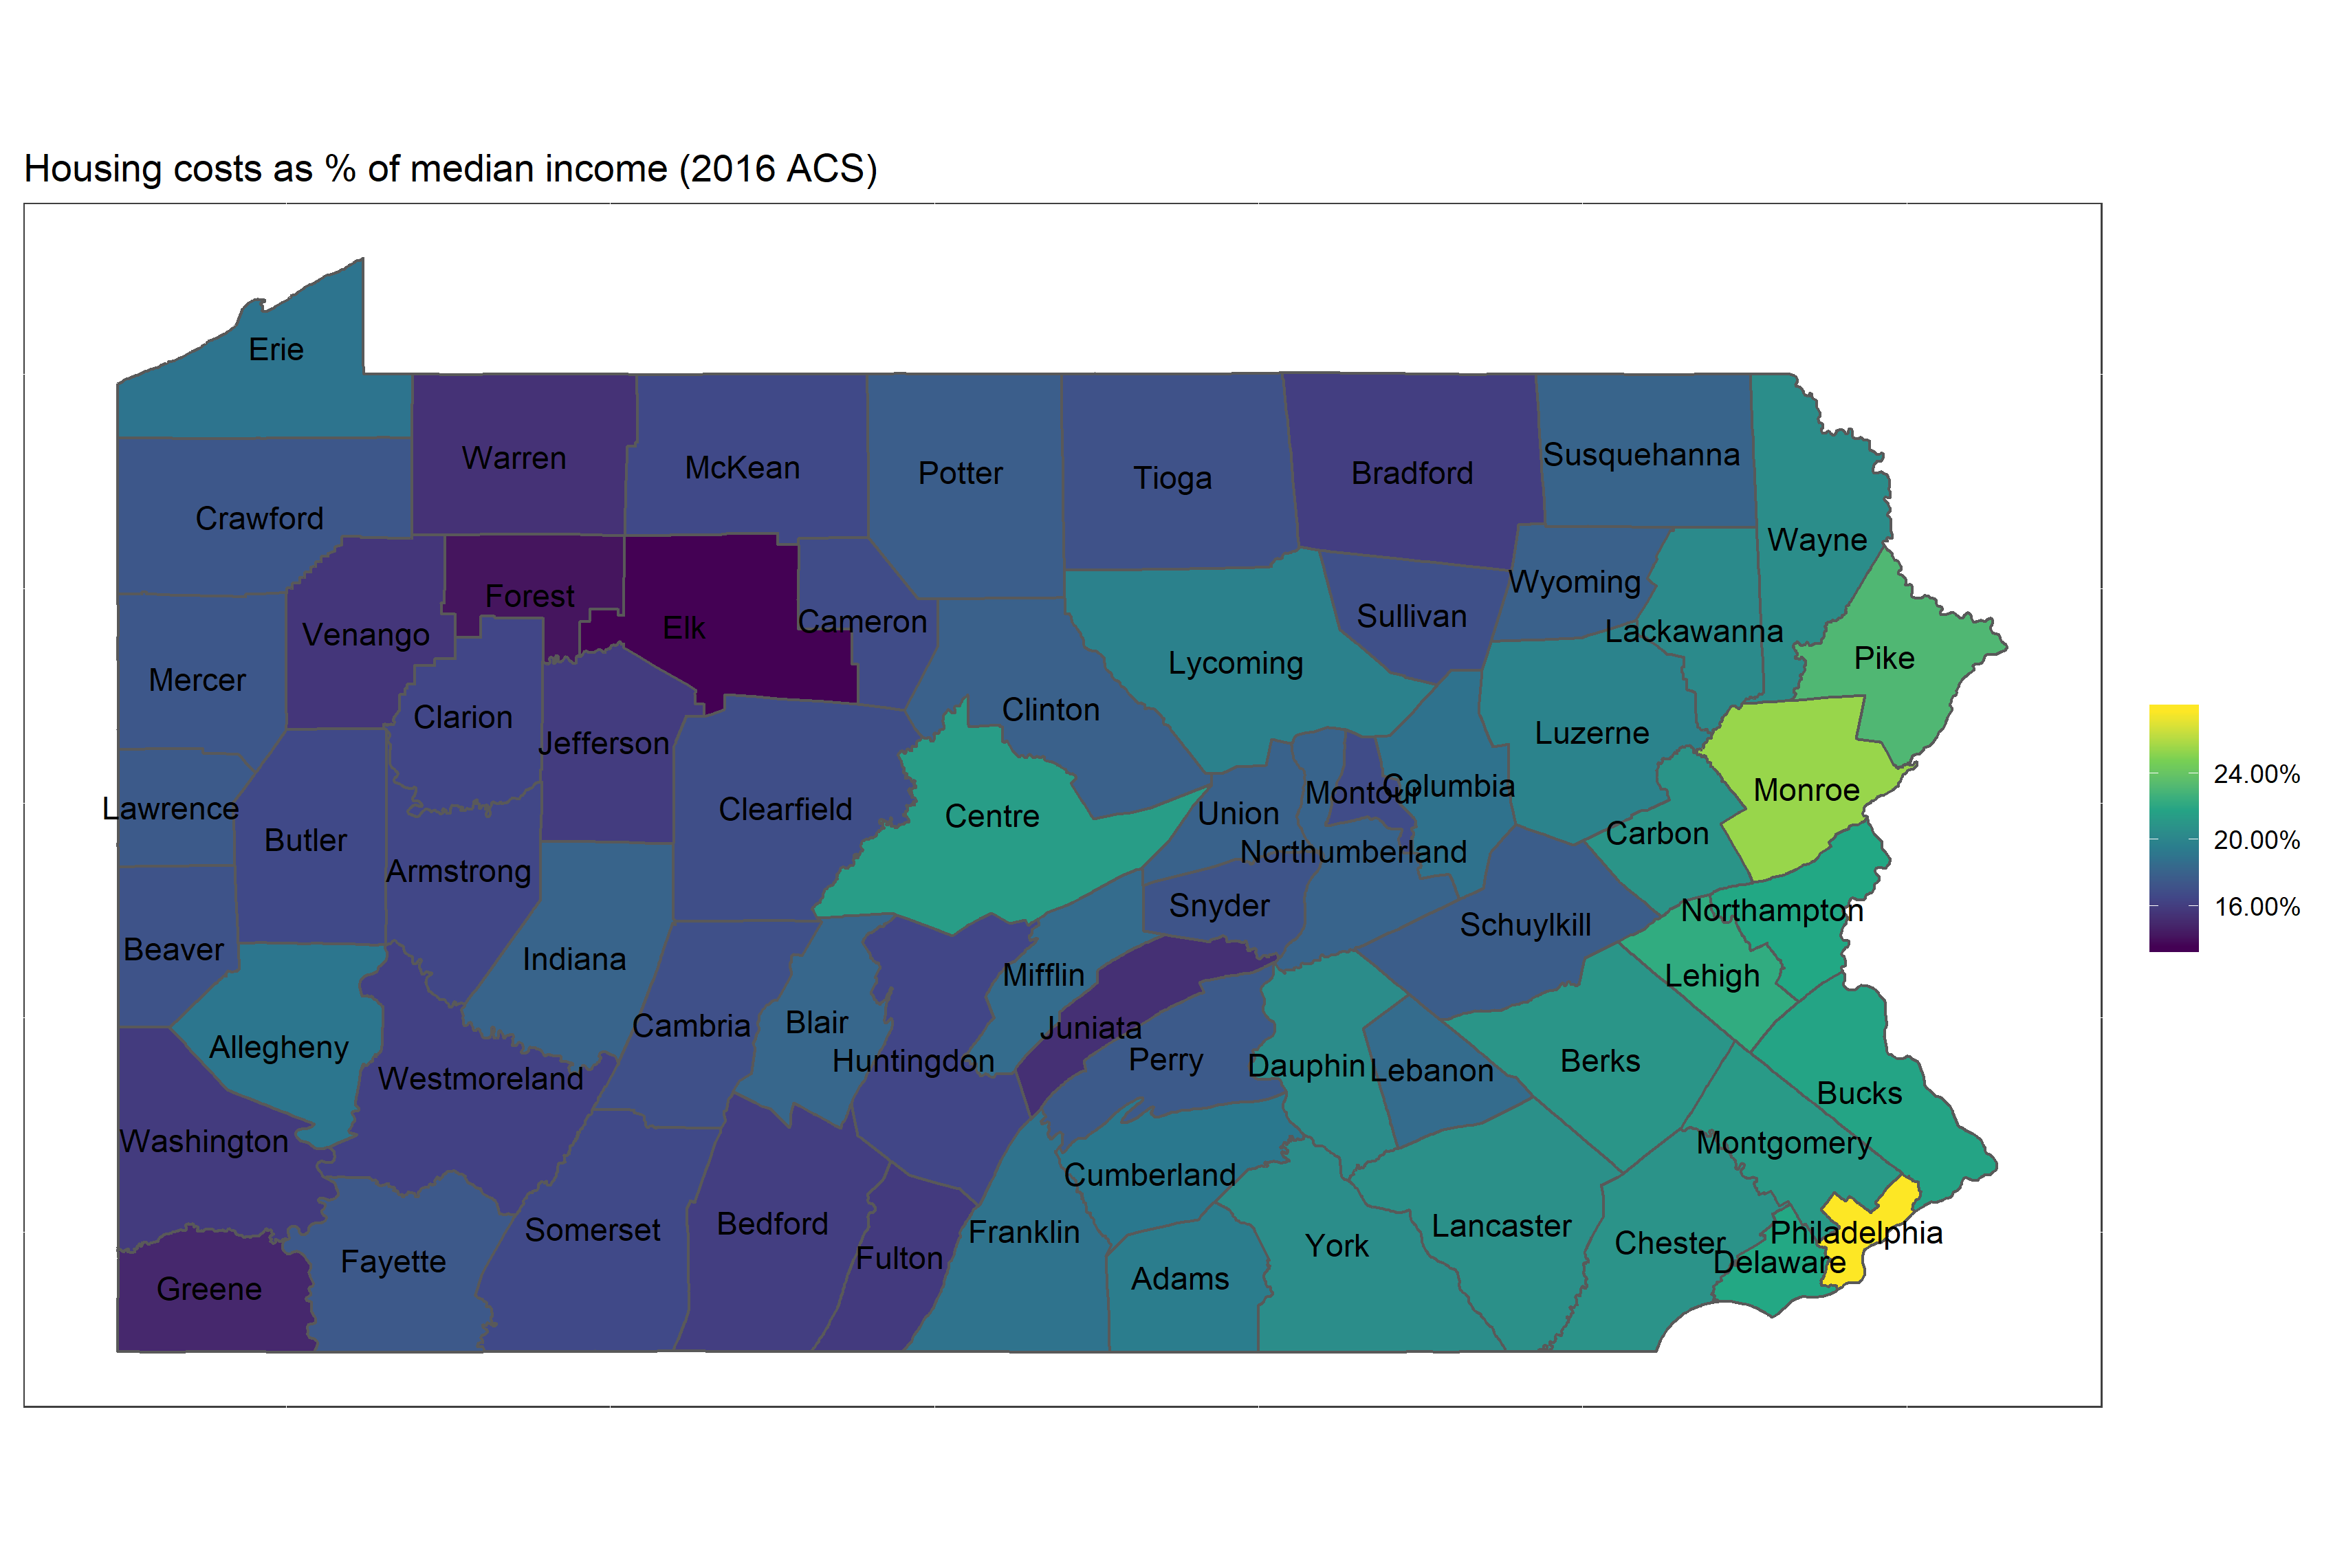 Housing costs as % of median income (2016 ACS)
Erie
Warren
McKean
Potter
Tioga
Bradford
Susquehanna
Crawford
Wayne
Forest
Wyoming
Venango
Elk
Cameron
Sullivan
Lackawanna
Mercer
Lycoming
Pike
Clarion
Clinton
Jefferson
Luzerne
24.00%
Lawrence
Clearfield
Centre
Union
Montour
Columbia
Monroe
Butler
Carbon
20.00%
Armstrong
Northumberland
Snyder
Schuylkill
Northampton
16.00%
Beaver
Indiana
Mifflin
Lehigh
Allegheny
Cambria
Blair
Juniata
Huntingdon
Perry
Dauphin
Lebanon
Berks
Westmoreland
Bucks
Washington
Cumberland
Montgomery
Somerset
Bedford
Franklin
York
Lancaster
Chester
Philadelphia
Greene
Fayette
Fulton
Adams
Delaware